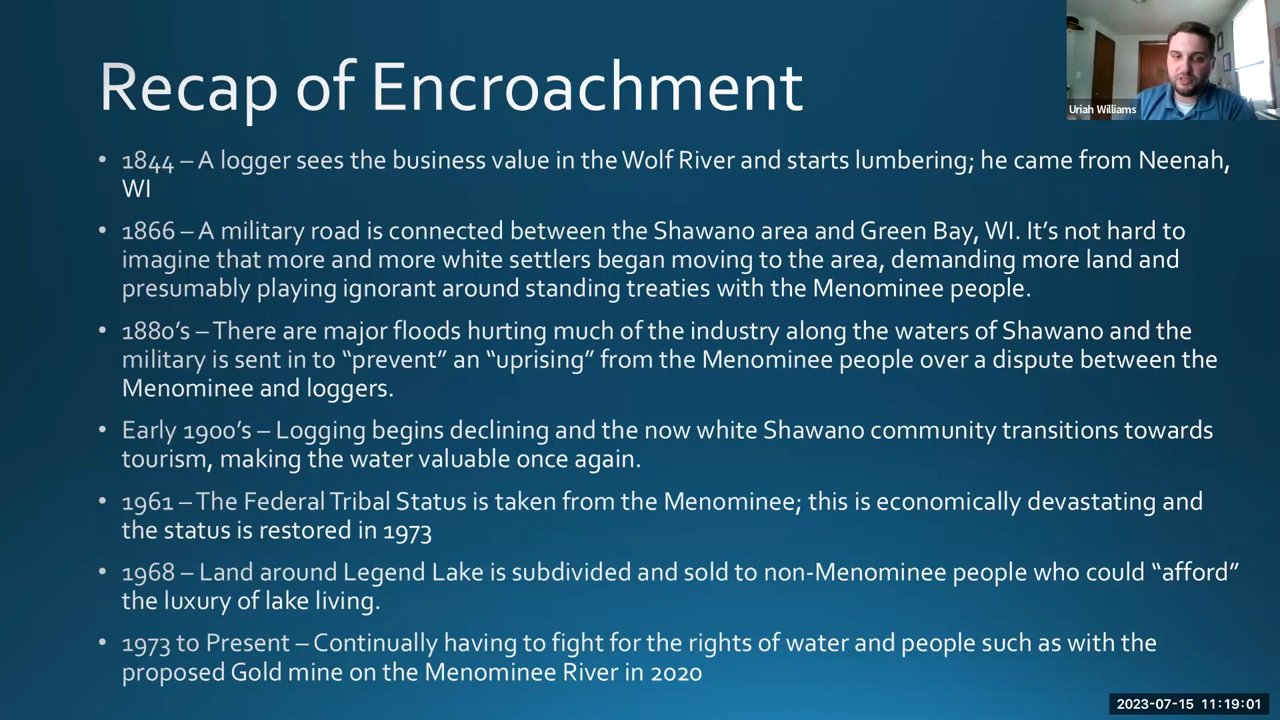 Recap of Encroachment
Uriah Williams
• 1844 – A logger sees the business value in the Wolf River and starts lumbering; he came from Neenah,
WI
• 1866 – A military road is connected between the Shawano area and Green Bay, WI. It’s not hard to
imagine that more and more white settlers began moving to the area, demanding more land and
presumably playing ignorant around standing treaties with the Menominee people.
• 1880’s – There are major floods hurting much of the industry along the waters of Shawano and the
military is sent in to “prevent” an “uprising” from the Menominee people over a dispute between the
Menominee and loggers.
• Early 1900’s – Logging begins declining and the now white Shawano community transitions towards
tourism, making the water valuable once again.
• 1961 – The Federal Tribal Status is taken from the Menominee; this is economically devastating and
the status is restored in 1973
• 1968 – Land around Legend Lake is subdivided and sold to non-Menominee people who could “afford”
the luxury of lake living.
• 1973 to Present – Continually having to fight for the rights of water and people such as with the
proposed Gold mine on the Menominee River in 2020
2023-07-15 11:19:01